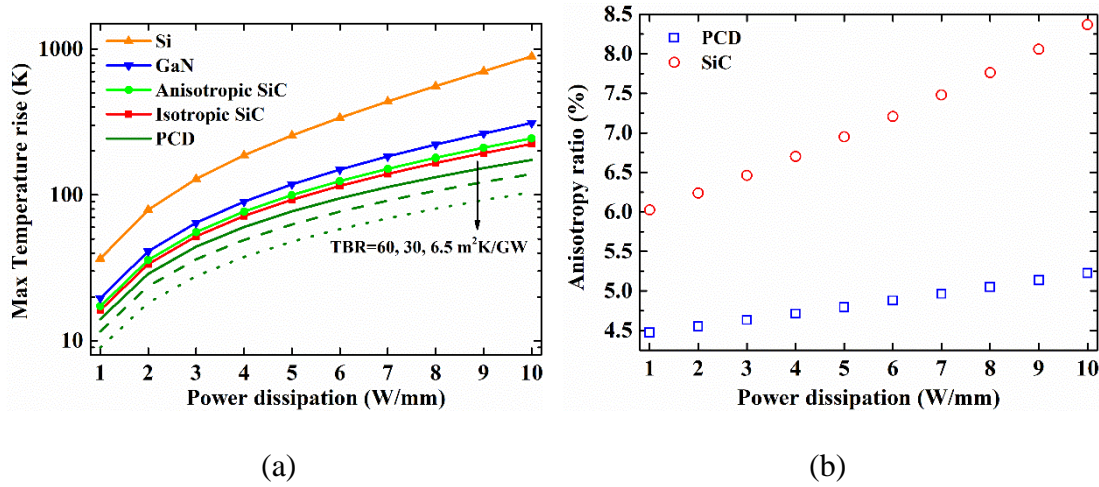 Max Temperature rise (K)
1000
100
10
Si
GaN
Anisotropic SiC
Isotropic SiC
PCD
TBR=60, 30, 6.5 m²K/GW
1 2 3 4 5 6 7 8 9 10
Power dissipation (W/mm)
(a)
Anisotropy ratio (%)
8.5
8.0
7.5
7.0
6.5
6.0
5.5
5.0
4.5
PCD
SiC
1 2 3 4 5 6 7 8 9 10
Power dissipation (W/mm)
(b)